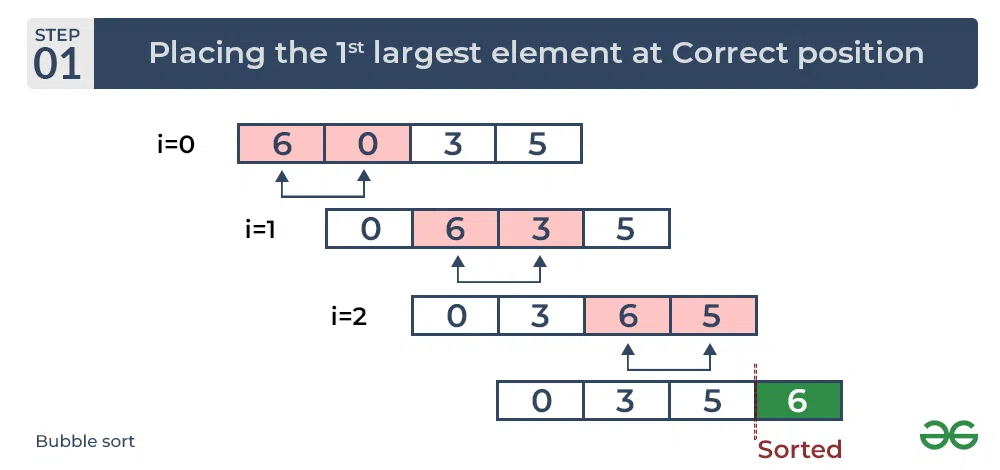 STEP
01
Placing the 1st largest element at Correct position
i=0 6 0 3 5
i=1 0 6 3 5
i=2 0 3 6 5
0 3 5 6
Sorted
Bubble sort